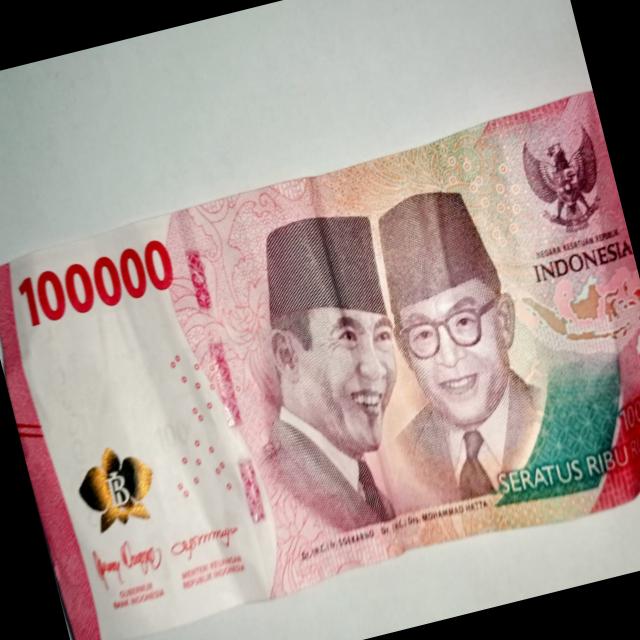 100000
NEGARA KESATUAN REPUBLIK
INDONESIA
SERATUS RIBU
DR. (H.C.) Ir. SOEKARNO Dr. (H.C.) Drs. MOHAMMAD HATTA
B
GUBERNUR
BANK INDONESIA
MENTERI KEUANGAN
REPUBLIK INDONESIA